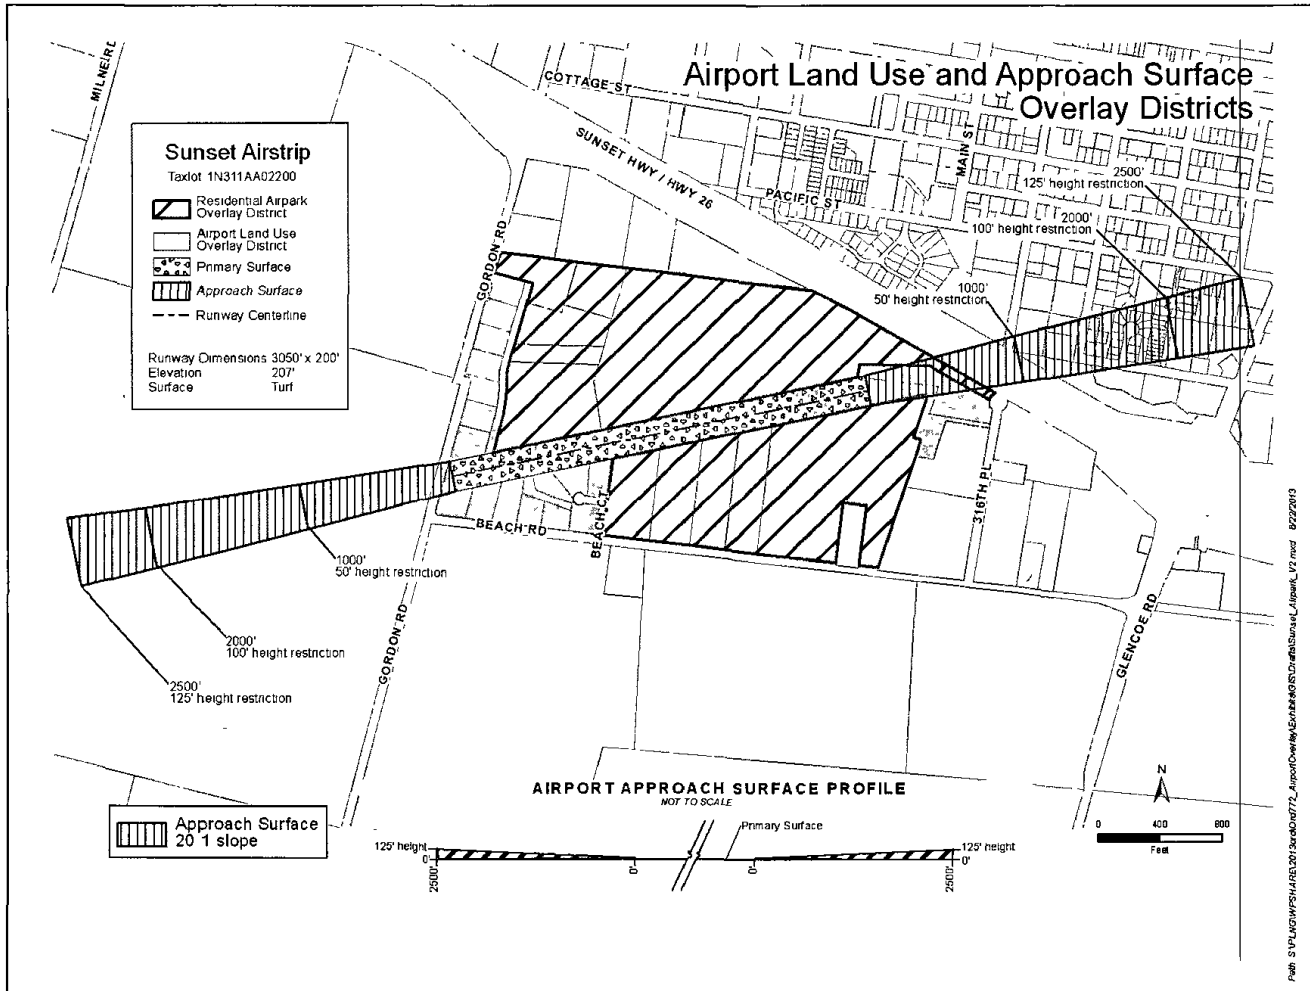 Airport Land Use and Approach Surface
Overlay Districts
MILNE RD
COTTAGE ST
SUNSET HWY / HWY 26
MAIN ST
PACIFIC ST
2500'
125' height restriction
2000'
100' height restriction
1000'
50' height restriction
Sunset Airstrip
Taxlot 1N311AA02200
Residential Airpark
Overlay District
Airport Land Use
Overlay District
Primary Surface
Approach Surface
Runway Centerline
Runway Dimensions 3050' x 200'
Elevation 207'
Surface Turf
GORDON RD
BEACH RD
BEACH CT
316TH PL
GLENCOE RD
GORDON RD
1000'
50' height restriction
2000'
100' height restriction
2500'
125' height restriction
Approach Surface
20 1 slope
AIRPORT APPROACH SURFACE PROFILE
NOT TO SCALE
Primary Surface
125' height
0'
2500'
0'
0'
2500'
125' height
0'
N
0 400 800
Feet
8/22/2013